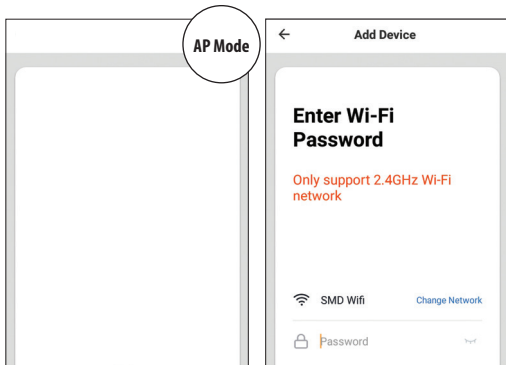 AP Mode
Add Device
Enter Wi-Fi
Password
Only support 2.4GHz Wi-Fi
network
SMD Wifi
Change Network
Password